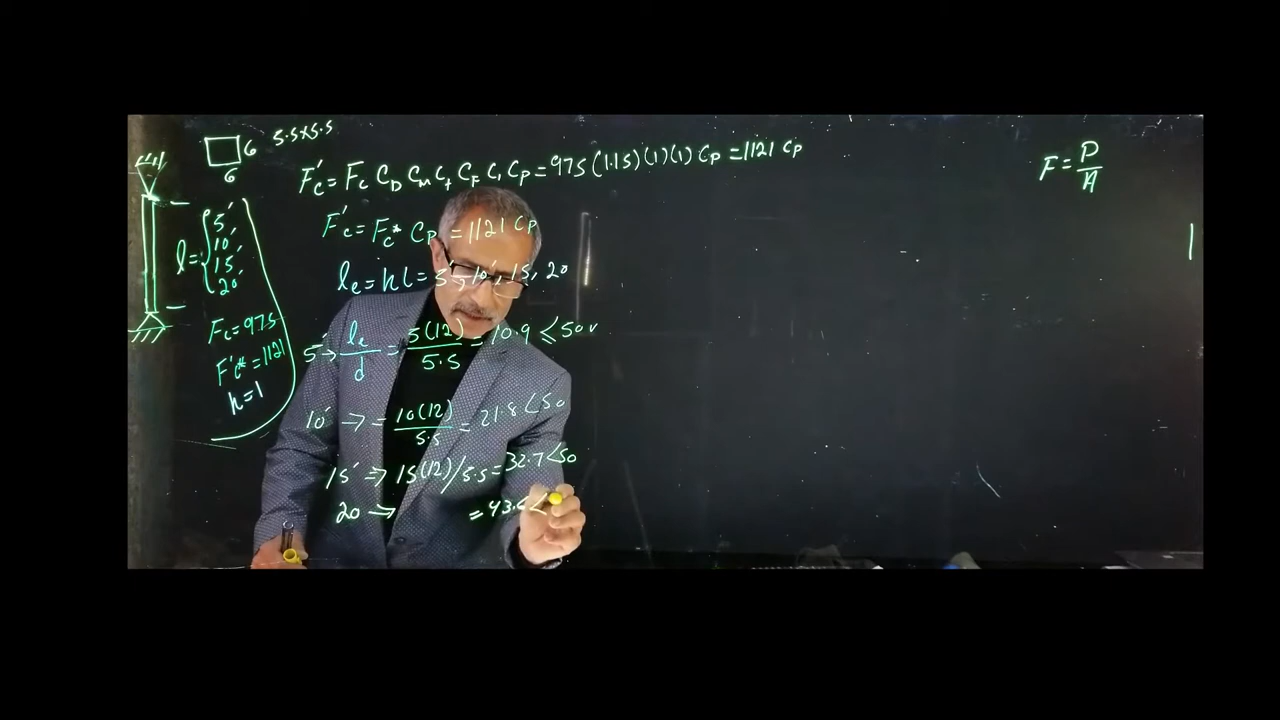 6 5.5x5.5
6
F'c = Fc CD CM Ct CF Ci CP = 975 (1.15)(1)(1) CP = 1121 CP
F = P/A
F'c = Fc* CP = 1121 CP
l = { 5', 10', 15', 20'
le = kl = 5', 10', 15, 20
Fc = 975
F'c* = 1121
k = 1
5' → le/d = 5(12)/5.5 = 10.9 ≤ 50 ✓
10' → = 10(12)/5.5 = 21.8 < 50
15' ⇒ 15(12)/5.5 = 32.7 < 50
20 → = 43.6 <